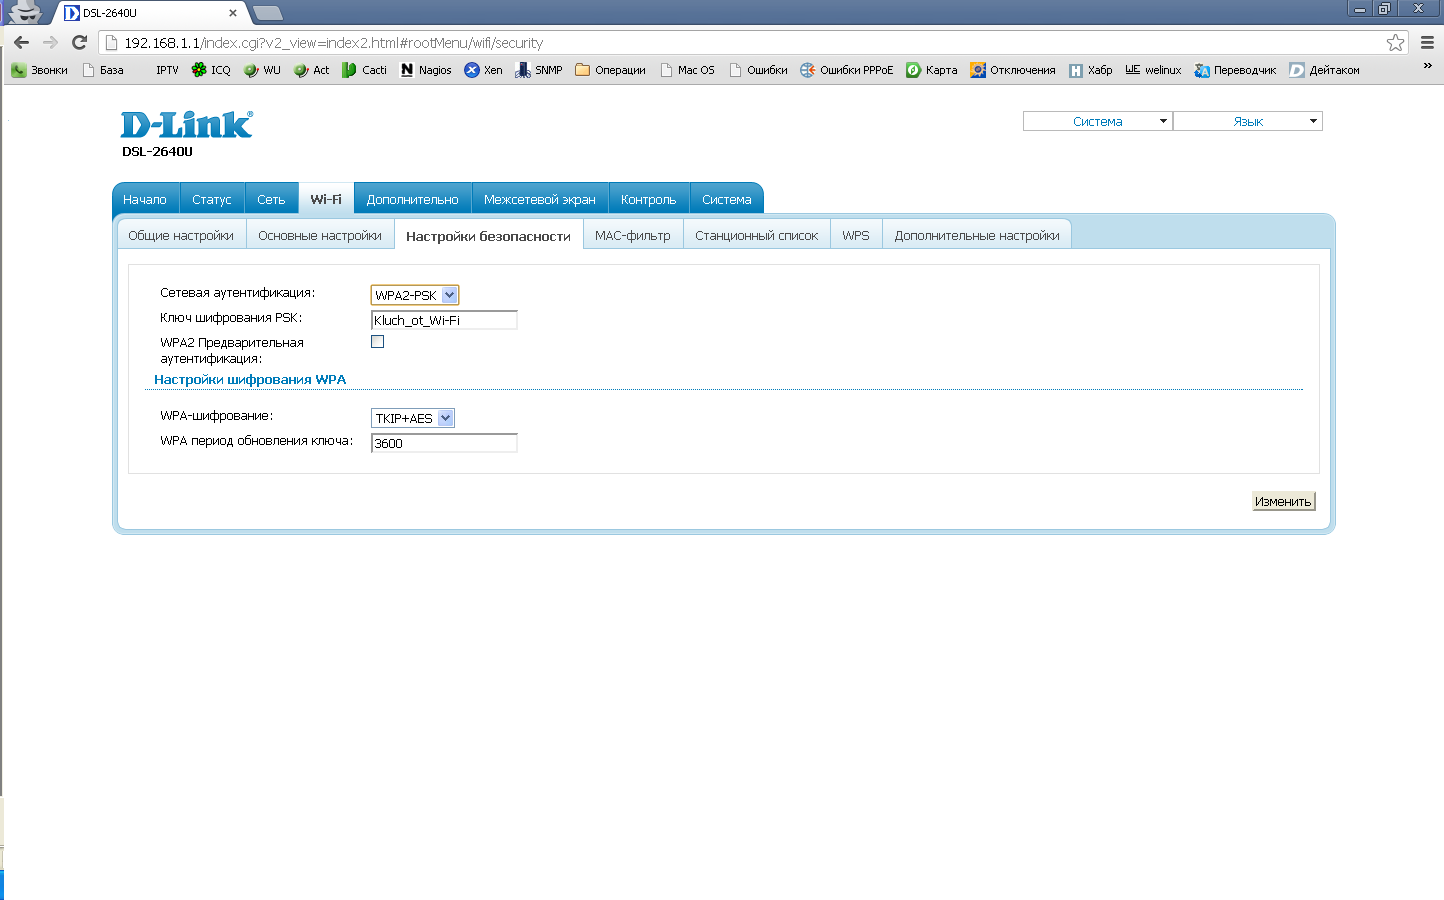 DSL-2640U
192.168.1.1/index.cgi?v2_view=index2.html#rootMenu/wifi/security
Звонки База IPTV ICQ WU Act Cacti Nagios Xen SNMP Операции Mac OS Ошибки Ошибки PPPoE Карта Отключения Хабр welinux Переводчик Дейтаком »
D-Link®
DSL-2640U
Система Язык
Начало Статус Сеть Wi-Fi Дополнительно Межсетевой экран Контроль Система
Общие настройки Основные настройки Настройки безопасности MAC-фильтр Станционный список WPS Дополнительные настройки
Сетевая аутентификация: WPA2-PSK
Ключ шифрования PSK: Kluch_ot_Wi-Fi
WPA2 Предварительная
аутентификация:
Настройки шифрования WPA
WPA-шифрование: TKIP+AES
WPA период обновления ключа: 3600
Изменить